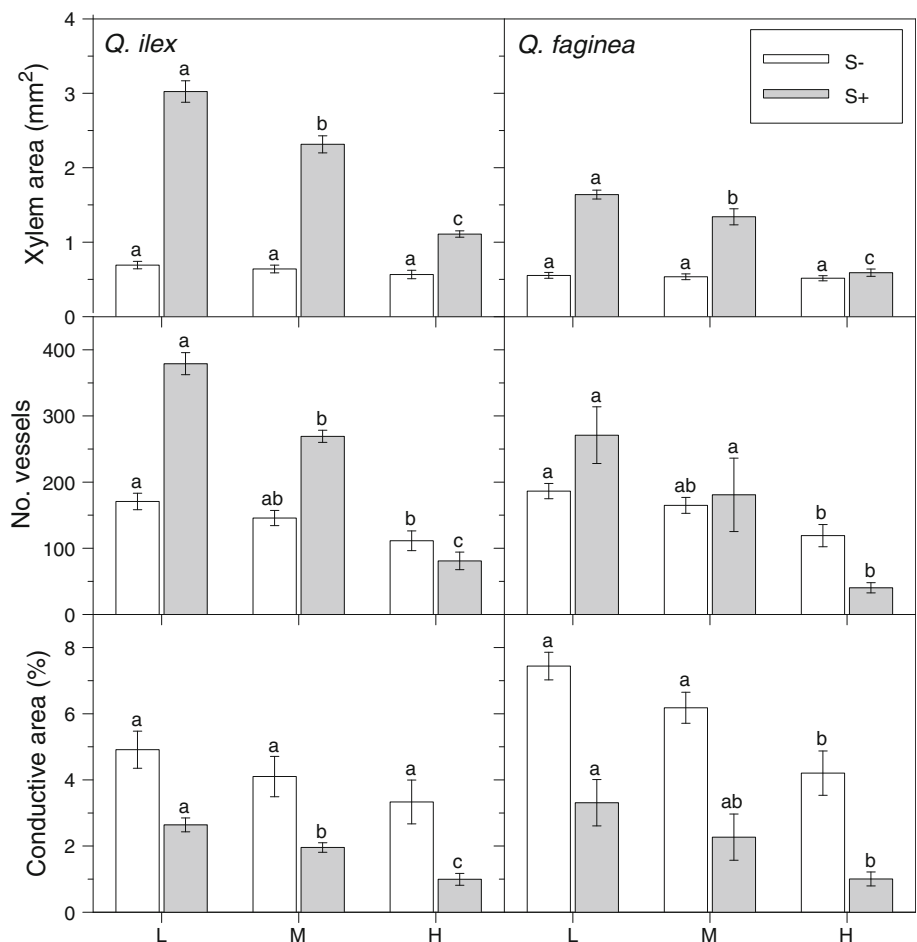 Q. ilex
Q. faginea
S-
S+
Xylem area (mm²)
4
3
2
1
0
a
a
a
b
a
c
a
a
a
b
a
c
No. vessels
400
300
200
100
0
a
a
ab
b
b
c
a
a
ab
a
b
b
Conductive area (%)
8
6
4
2
0
a
a
a
b
a
c
a
a
a
ab
b
b
L
M
H
L
M
H